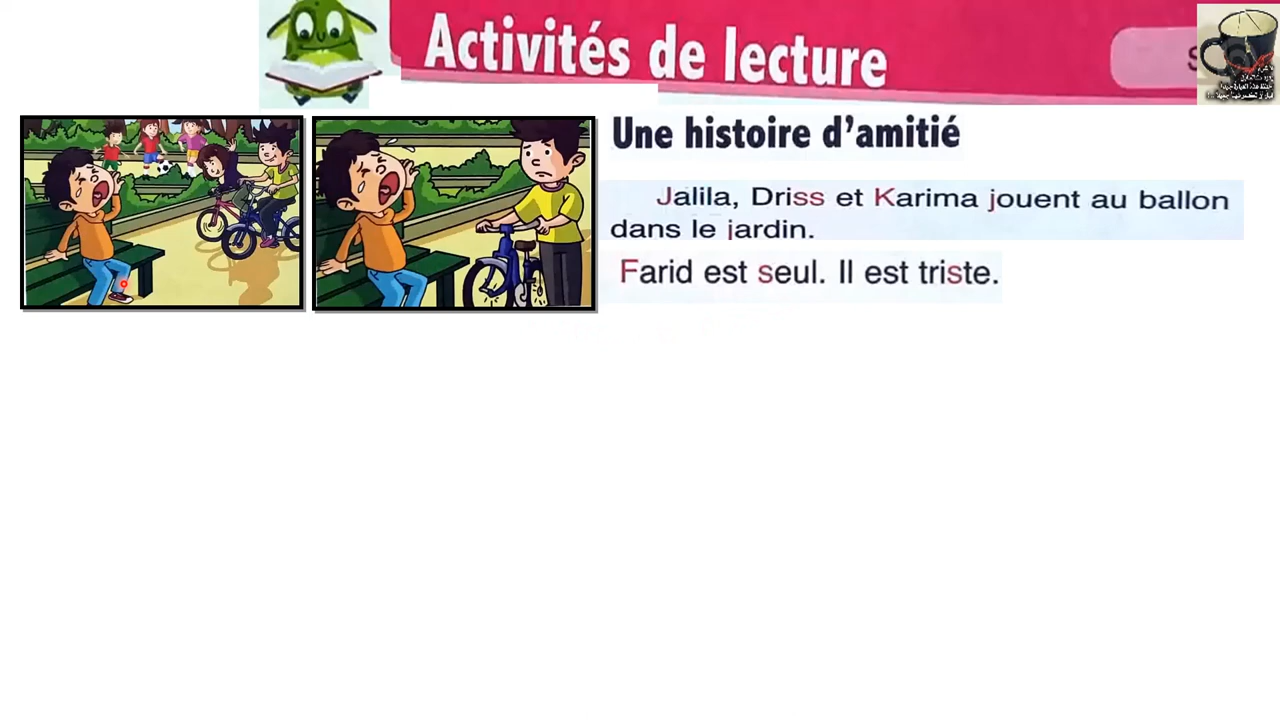 Activités de lecture
Une histoire d'amitié
Jalila, Driss et Karima jouent au ballon
dans le jardin.
Farid est seul. Il est triste.